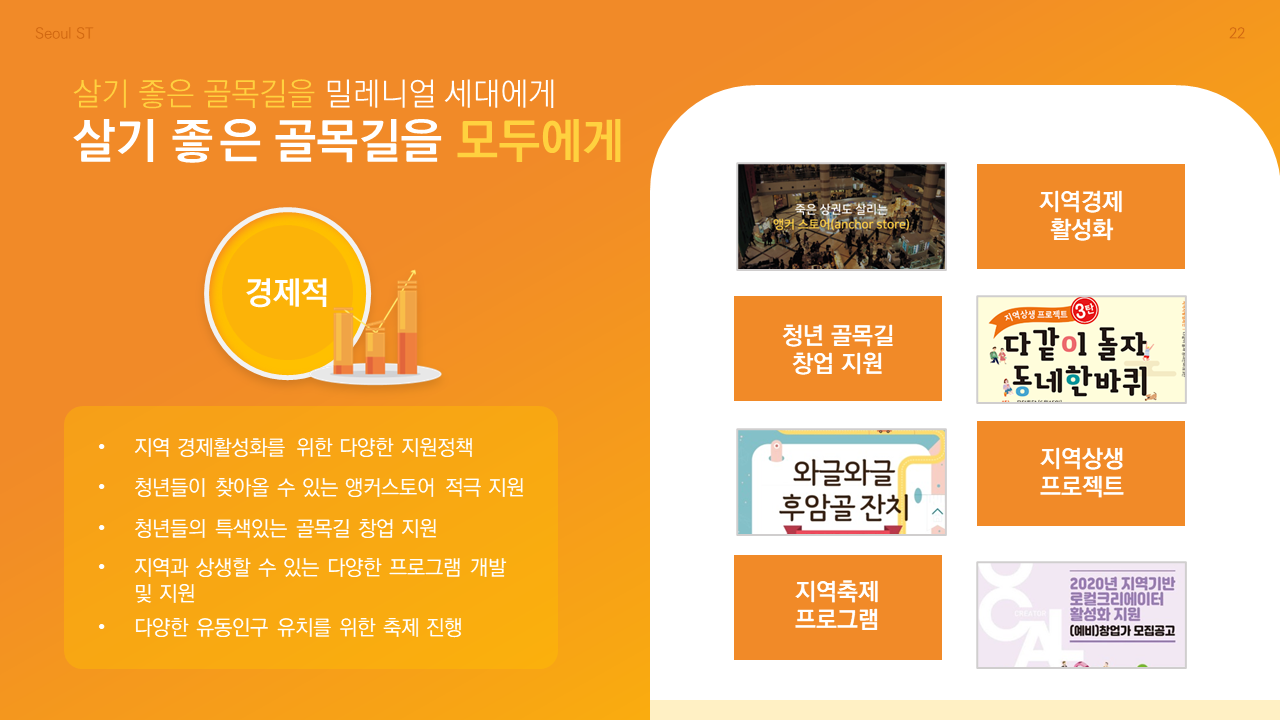 Seoul ST
22
살기 좋은 골목길을 밀레니얼 세대에게
살기 좋은 골목길을 모두에게
경제적
• 지역 경제활성화를 위한 다양한 지원정책
• 청년들이 찾아올 수 있는 앵커스토어 적극 지원
• 청년들의 특색있는 골목길 창업 지원
• 지역과 상생할 수 있는 다양한 프로그램 개발
및 지원
• 다양한 유동인구 유치를 위한 축제 진행
죽은 상권도 살리는
앵커 스토어(anchor store)
지역경제
활성화
청년 골목길
창업 지원
지역상생 프로젝트 3탄
다같이 돌자
동네한바퀴
와글와글
후암골 잔치
지역상생
프로젝트
지역축제
프로그램
2020년 지역기반
로컬크리에이터
활성화 지원
(예비)창업가 모집공고